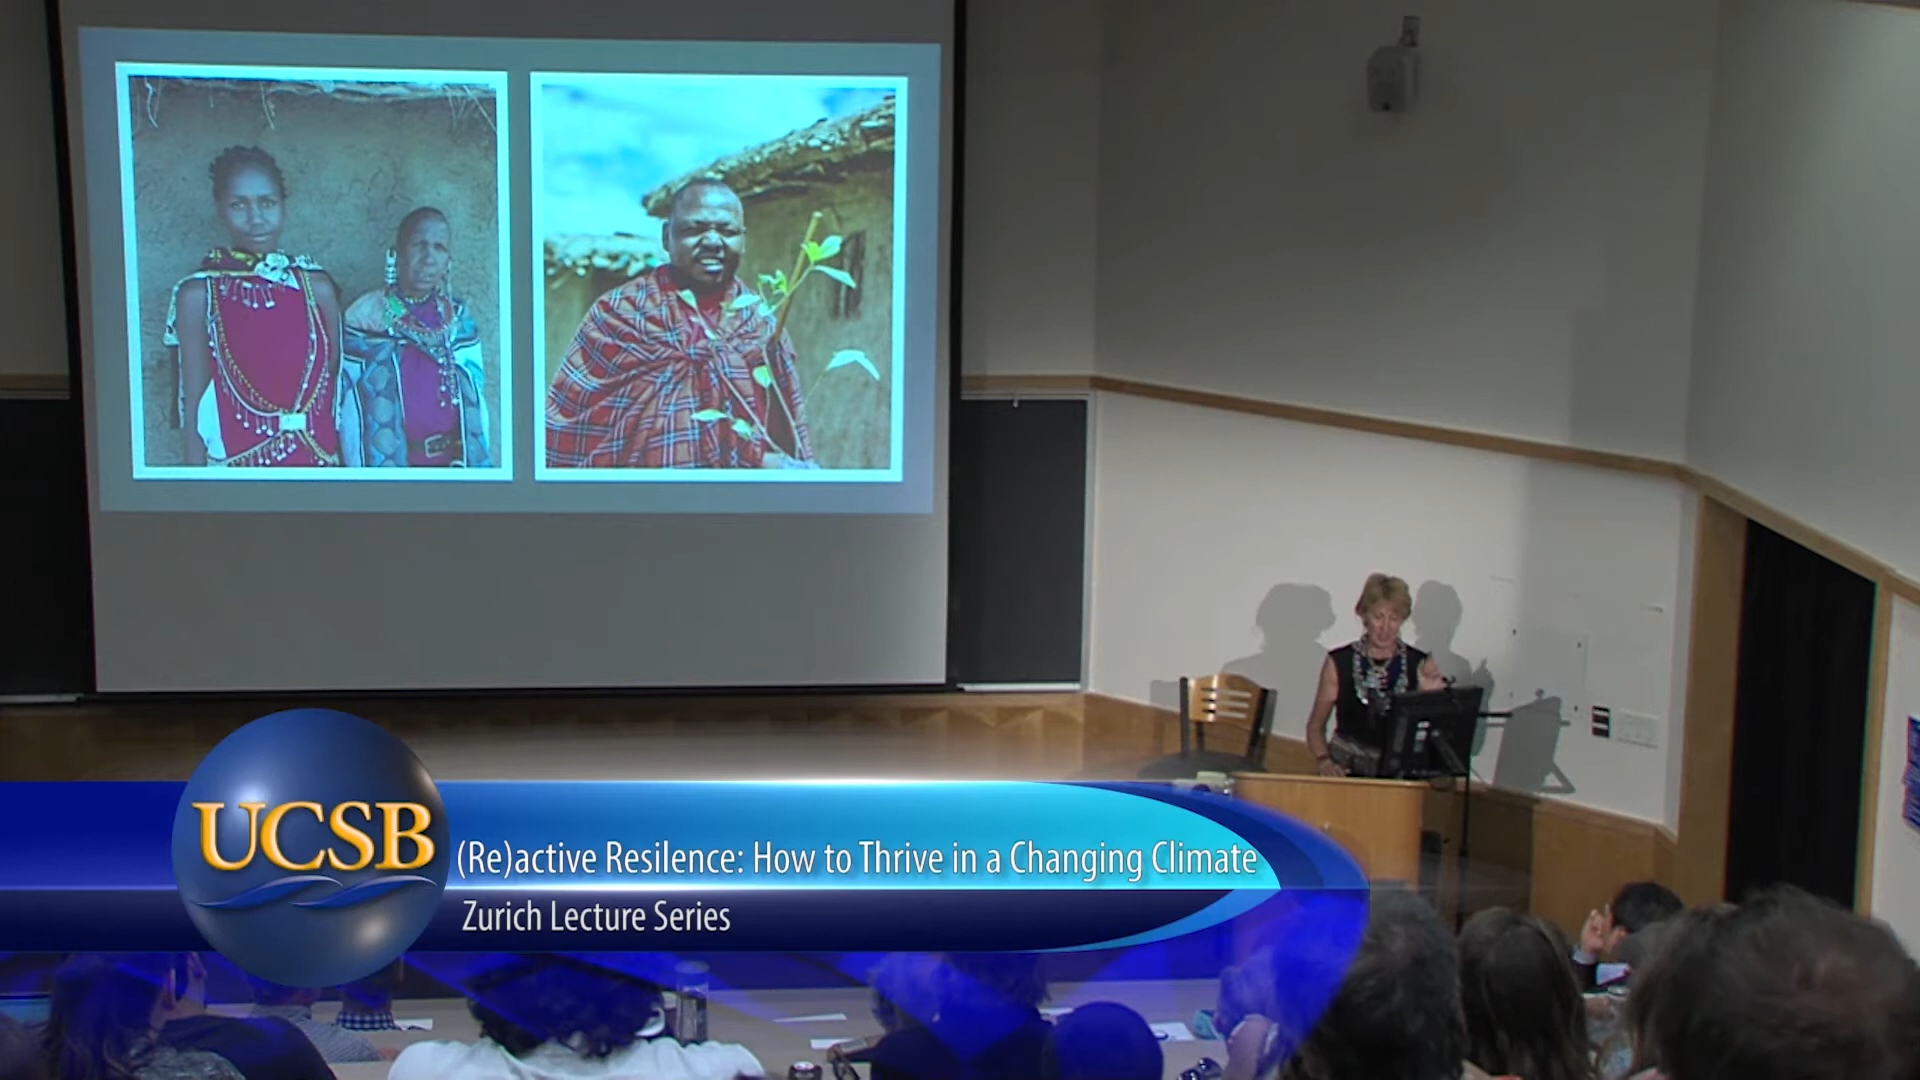 UCSB
(Re)active Resilence: How to Thrive in a Changing Climate
Zurich Lecture Series